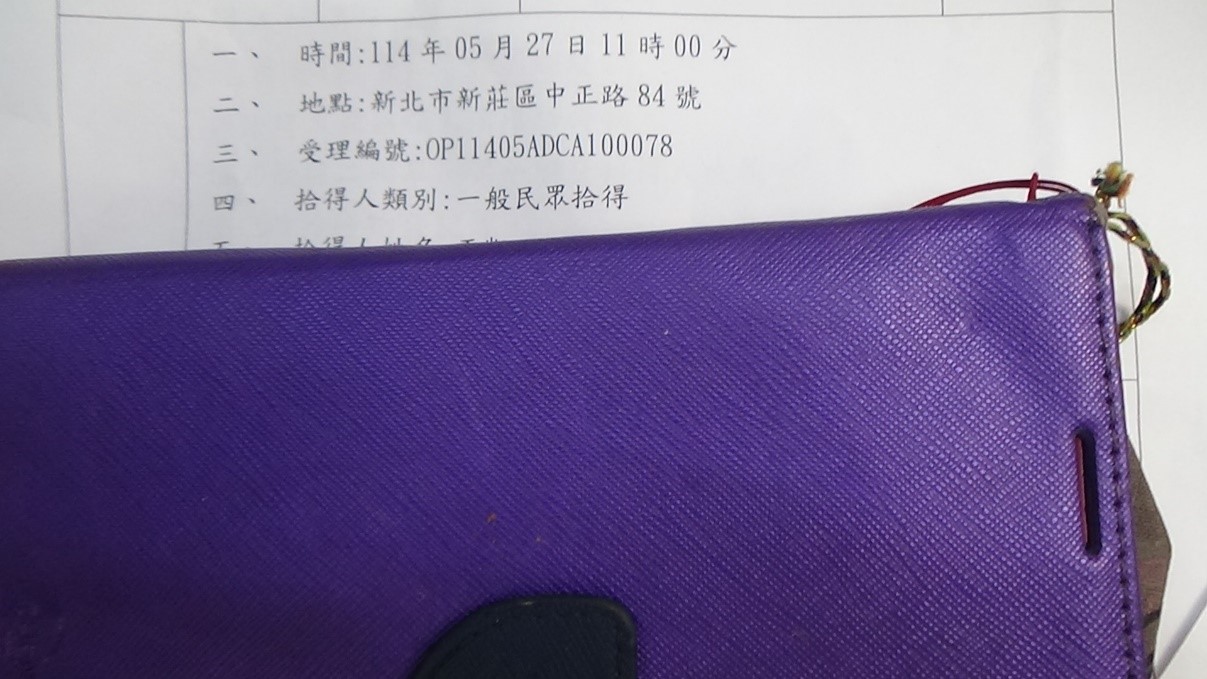 一、 時間:114 年 05 月 27 日 11 時 00 分
二、 地點:新北市新莊區中正路 84 號
三、 受理編號:OP11405ADCA100078
四、 拾得人類別:一般民眾拾得